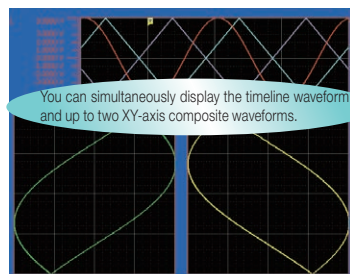 You can simultaneously display the timeline waveform
and up to two XY-axis composite waveforms.